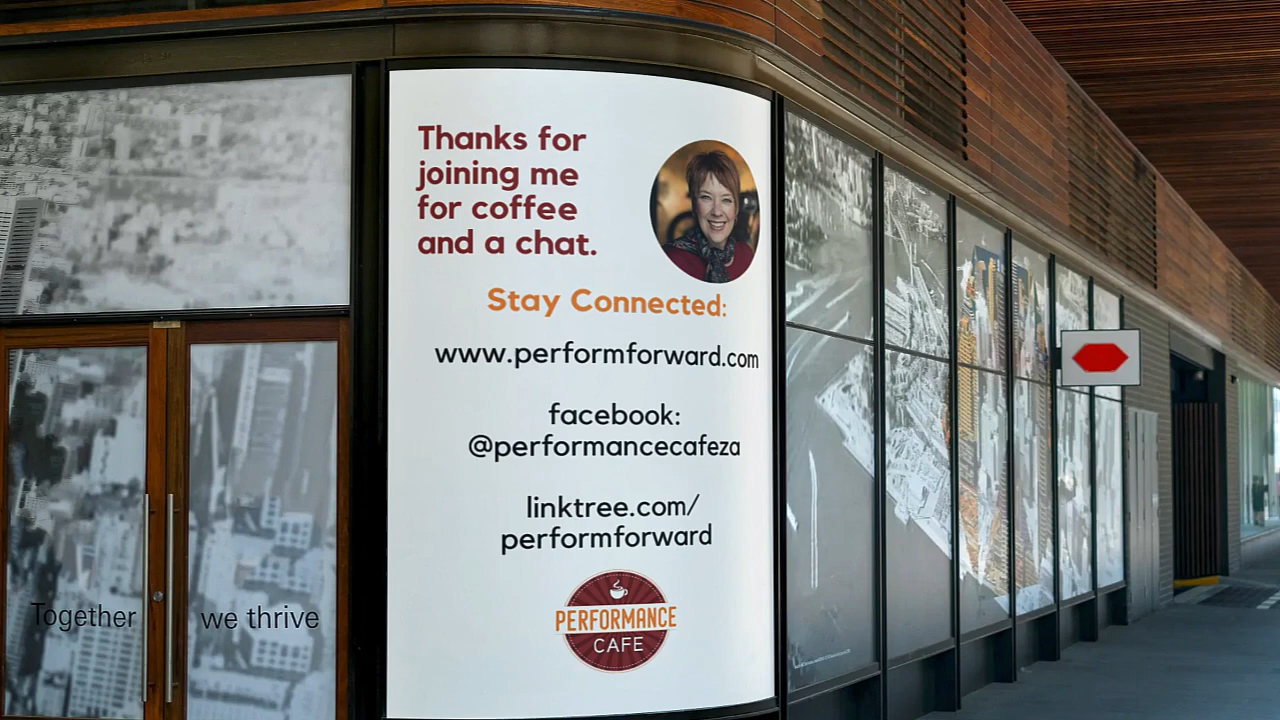 Thanks for
joining me
for coffee
and a chat.
Stay Connected:
www.performforward.com
facebook:
@performancecafeza
linktree.com/
performforward
PERFORMANCE
CAFE
Together we thrive